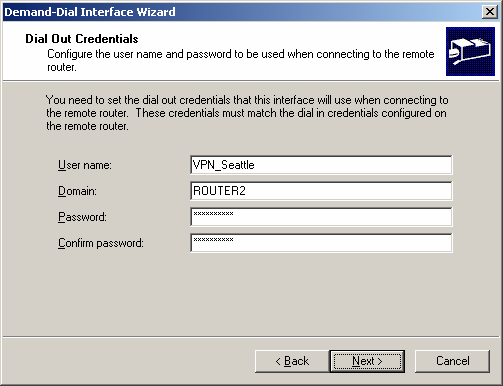 Demand-Dial Interface Wizard
Dial Out Credentials
Configure the user name and password to be used when connecting to the remote
router.
You need to set the dial out credentials that this interface will use when connecting to
the remote router.  These credentials must match the dial in credentials configured on
the remote router.
User name: VPN_Seattle
Domain: ROUTER2
Password: **********
Confirm password: **********
< Back Next > Cancel